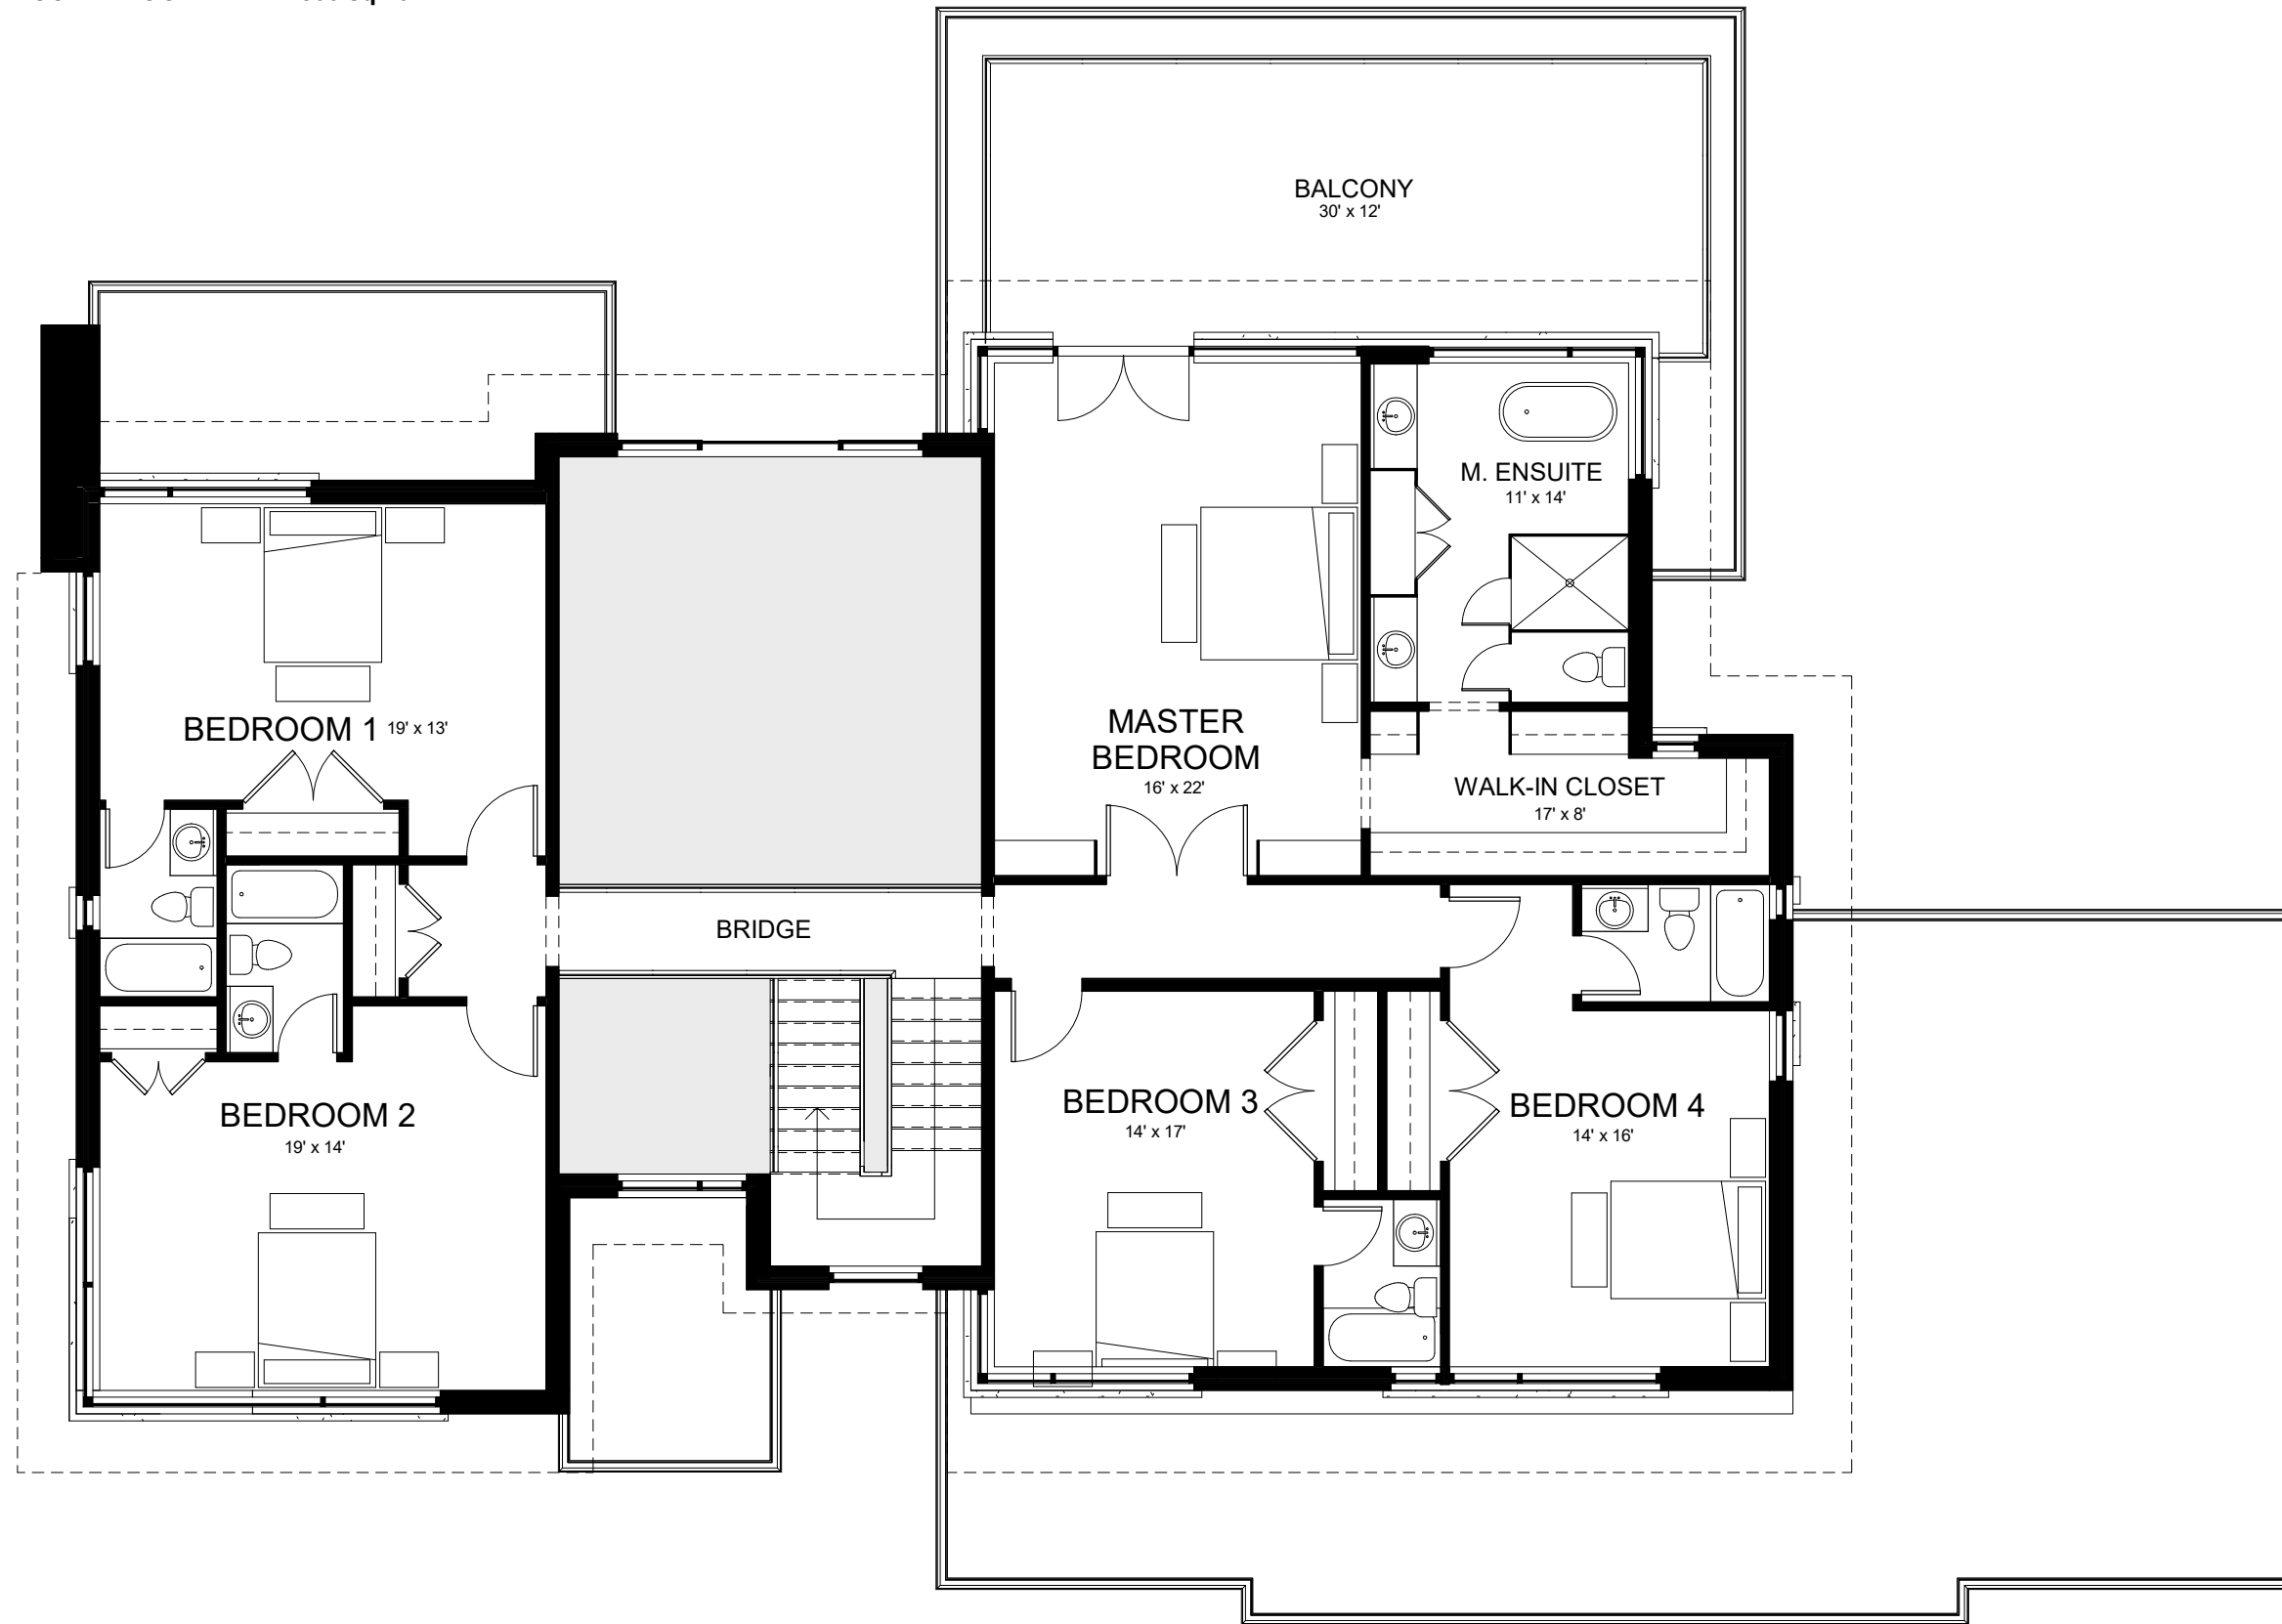 BALCONY
30' x 12'
M. ENSUITE
11' x 14'
BEDROOM 1 19' x 13'
MASTER
BEDROOM
16' x 22'
WALK-IN CLOSET
17' x 8'
BRIDGE
BEDROOM 2
19' x 14'
BEDROOM 3
14' x 17'
BEDROOM 4
14' x 16'